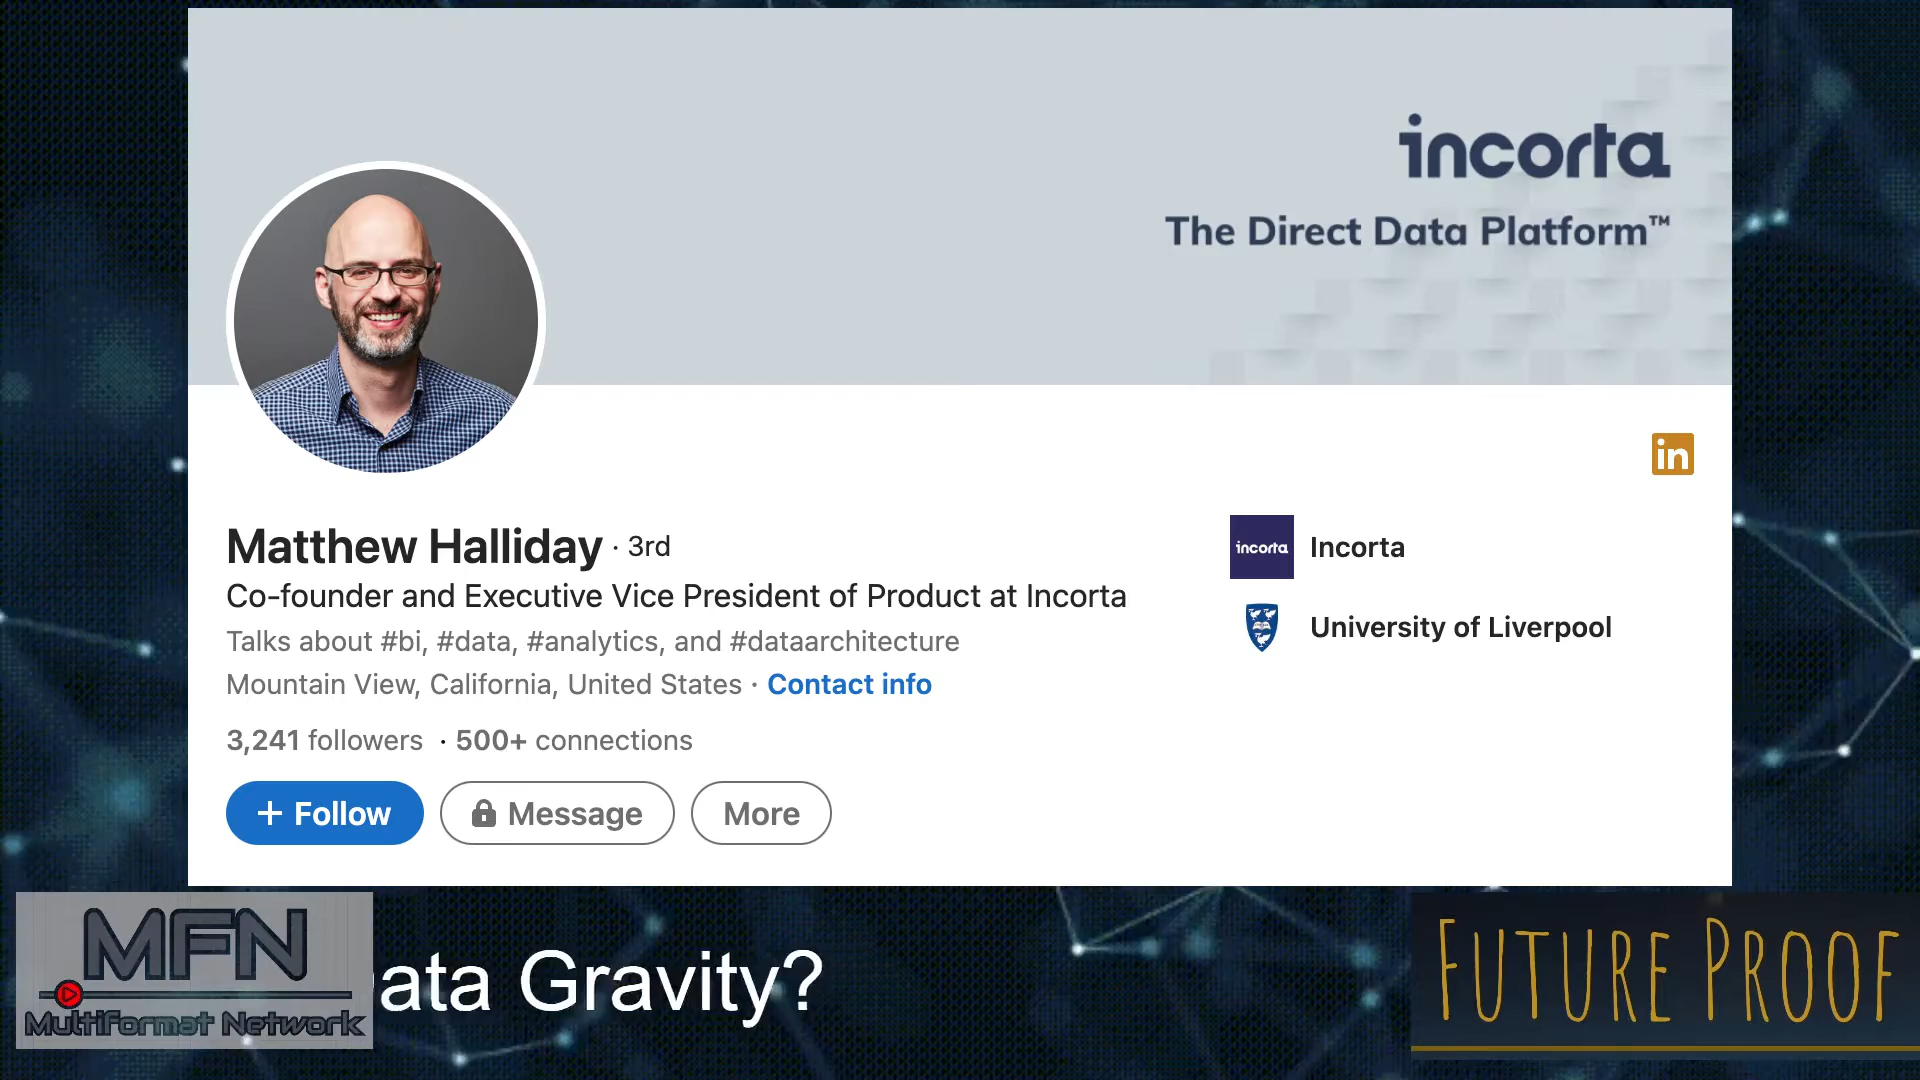 incorta
The Direct Data Platform™
in
Matthew Halliday · 3rd
Co-founder and Executive Vice President of Product at Incorta
Talks about #bi, #data, #analytics, and #dataarchitecture
Mountain View, California, United States · Contact info
3,241 followers · 500+ connections
+ Follow
Message
More
incorta
Incorta
University of Liverpool
MFN
MultiFormat Network
ata Gravity?
FUTURE PROOF